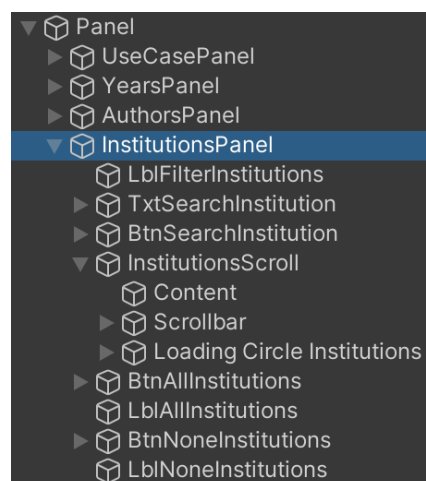 Panel
UseCasePanel
YearsPanel
AuthorsPanel
InstitutionsPanel
LblFilterInstitutions
TxtSearchInstitution
BtnSearchInstitution
InstitutionsScroll
Content
Scrollbar
Loading Circle Institutions
BtnAllInstitutions
LblAllInstitutions
BtnNoneInstitutions
LblNoneInstitutions